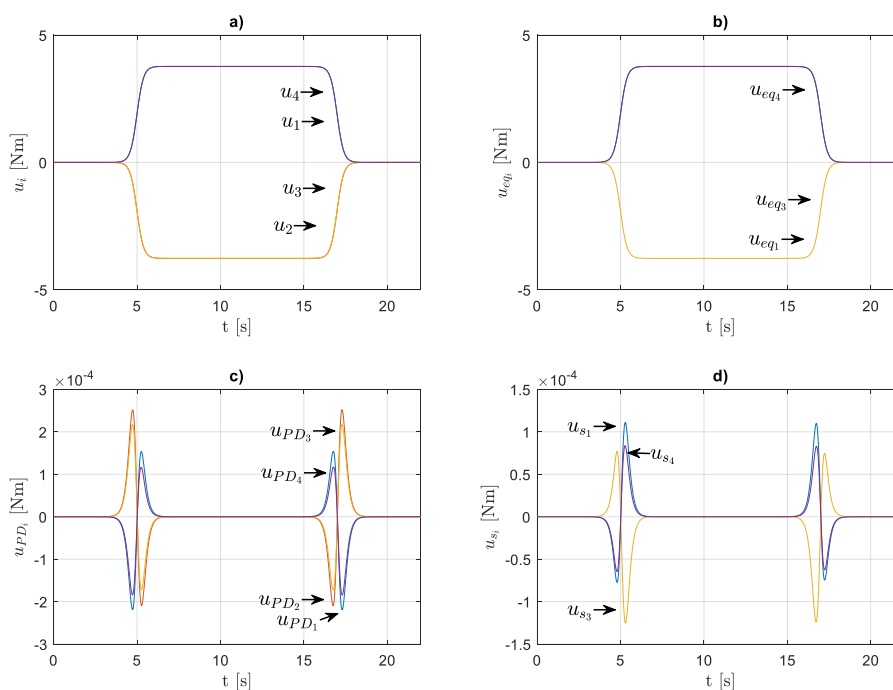 a)
5
0
-5
u_i [Nm]
u_4
u_1
u_3
u_2
0 5 10 15 20
t [s]
b)
5
0
-5
u_{eq_i} [Nm]
u_{eq_4}
u_{eq_3}
u_{eq_1}
0 5 10 15 20
t [s]
c)
×10^{-4}
3
2
1
0
-1
-2
-3
u_{PD_i} [Nm]
u_{PD_3}
u_{PD_4}
u_{PD_2}
u_{PD_1}
0 5 10 15 20
t [s]
d)
×10^{-4}
1.5
1
0.5
0
-0.5
-1
-1.5
u_{s_i} [Nm]
u_{s_1}
u_{s_4}
u_{s_3}
0 5 10 15 20
t [s]